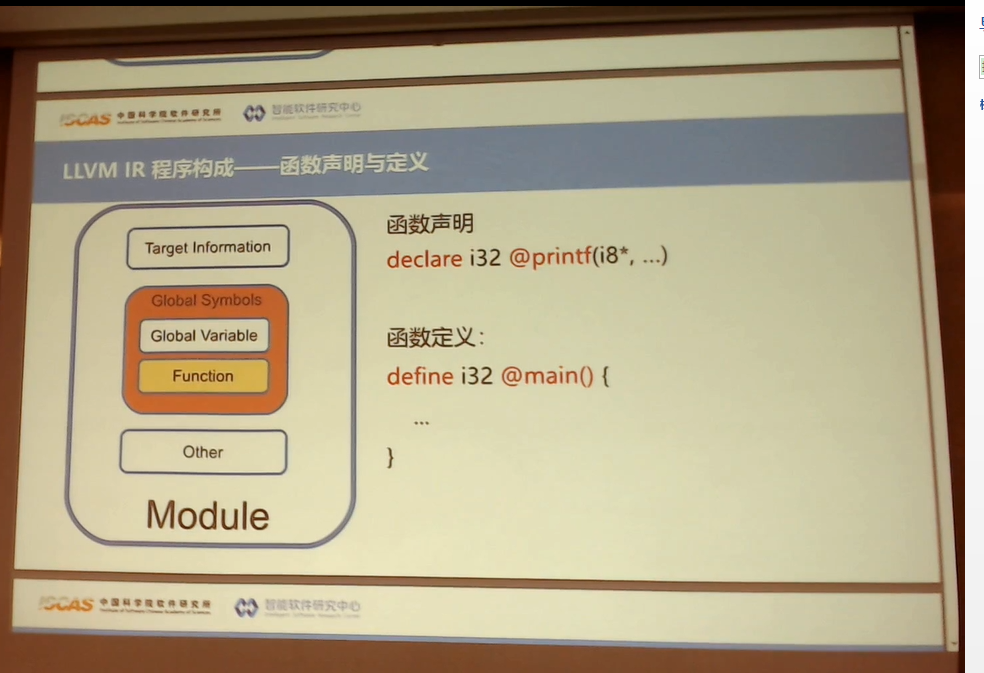 ISCAS 中国科学院软件研究所
智能软件研究中心
LLVM IR 程序构成——函数声明与定义
Target Information
Global Symbols
Global Variable
Function
Other
Module
函数声明
declare i32 @printf(i8*, ...)
函数定义：
define i32 @main() {
...
}
ISCAS 中国科学院软件研究所
智能软件研究中心